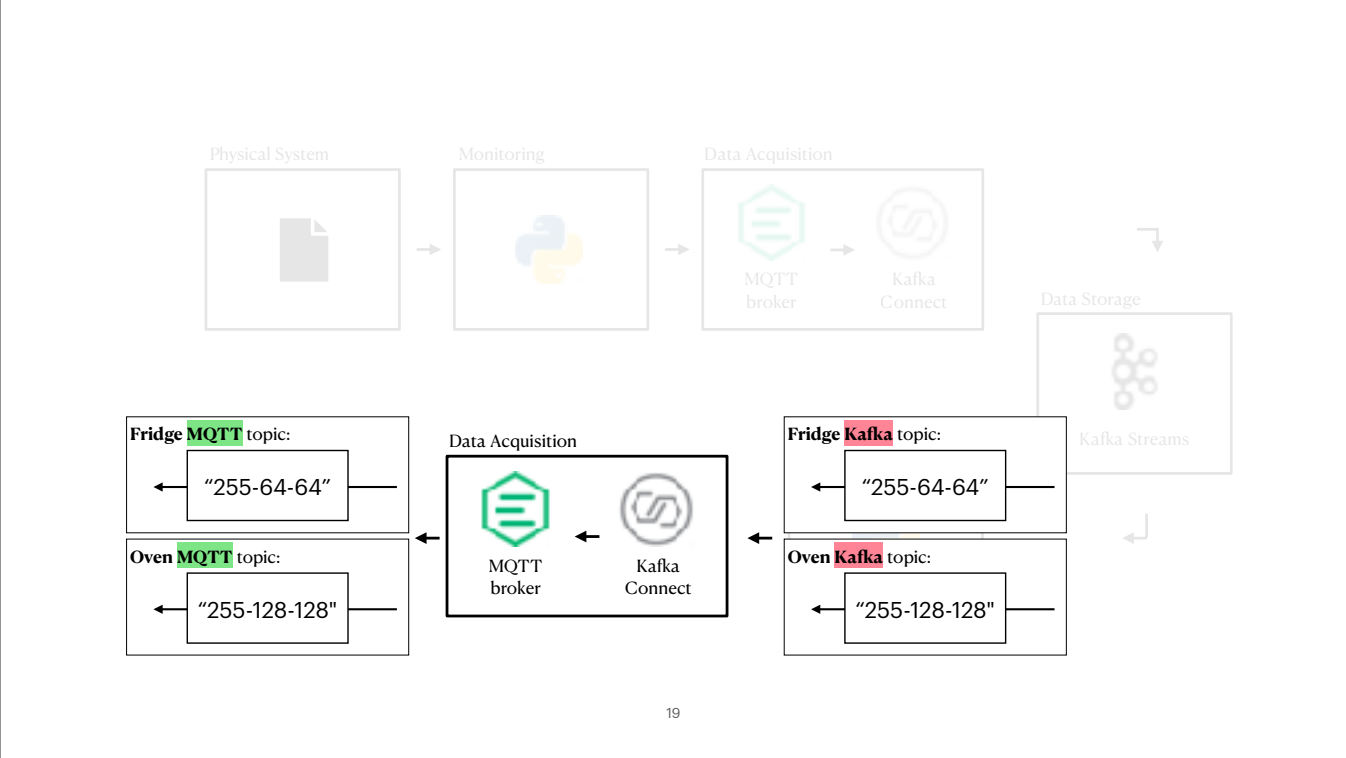 Physical System
Monitoring
Data Acquisition
MQTT
broker
Kafka
Connect
Data Storage
Kafka Streams
Fridge MQTT topic:
“255-64-64”
Oven MQTT topic:
“255-128-128"
Data Acquisition
MQTT
broker
Kafka
Connect
Fridge Kafka topic:
“255-64-64”
Oven Kafka topic:
“255-128-128"
19